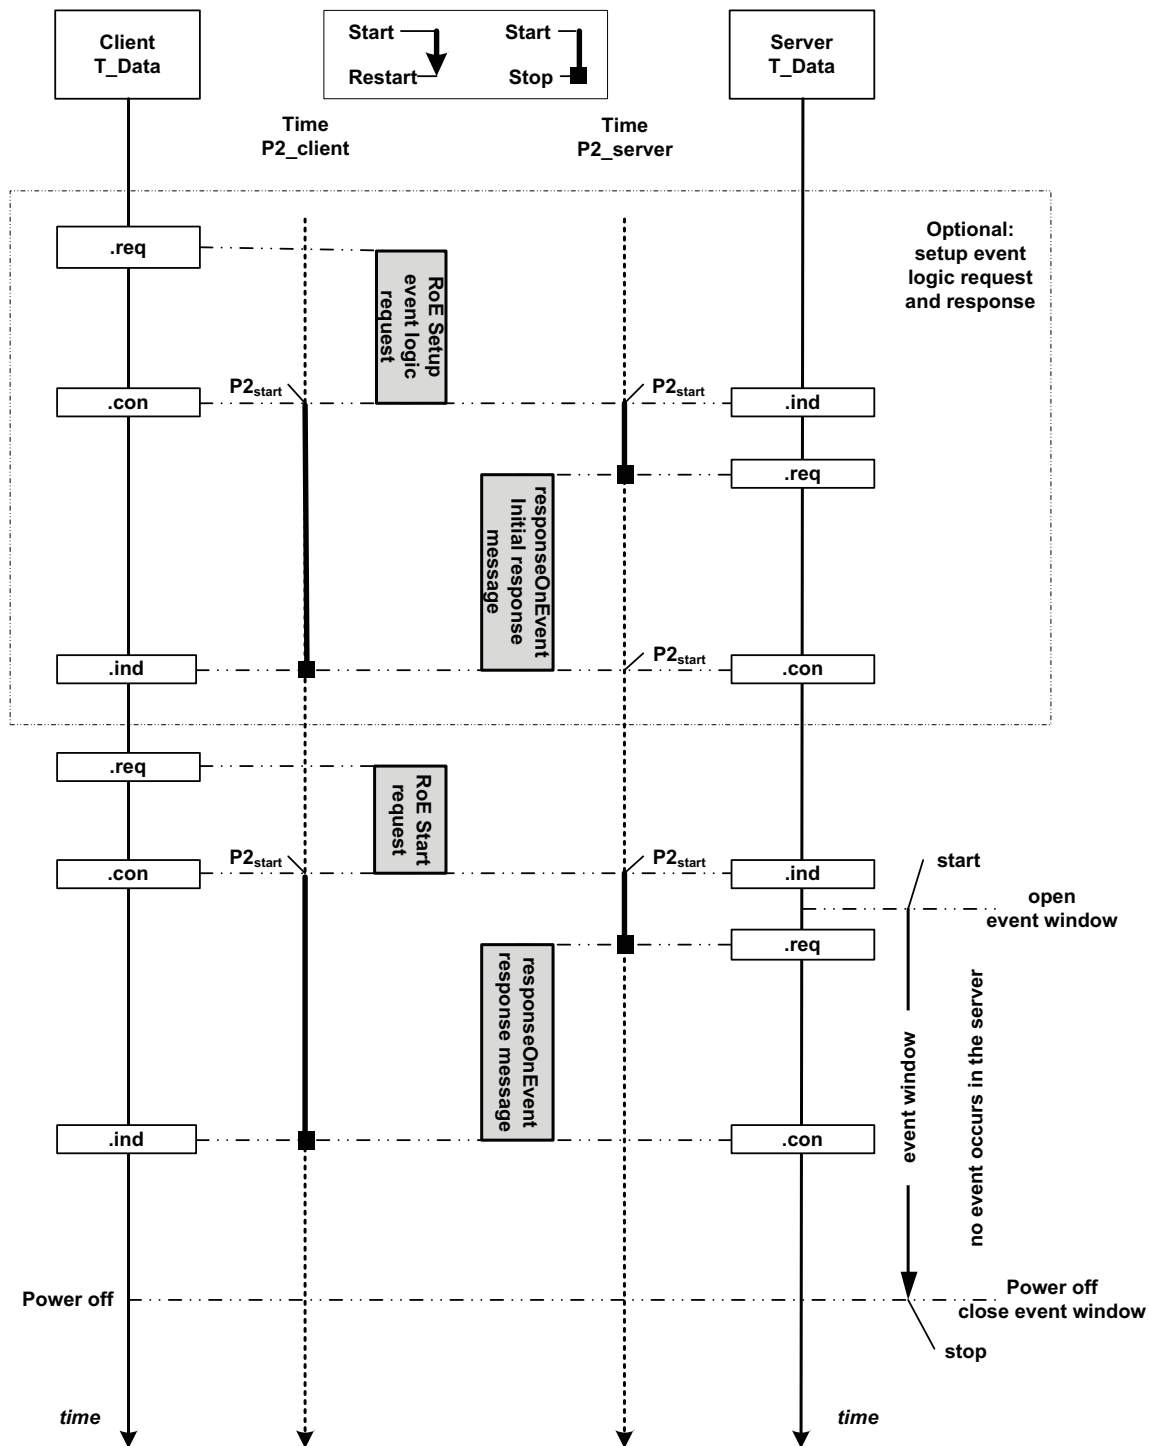 Client
T_Data
Start
Restart
Start
Stop
Server
T_Data
Time
P2_client
Time
P2_server
Optional:
setup event
logic request
and response
.req
RoE Setup
event logic
request
.con
P2start
P2start
.ind
.req
responseOnEvent
Initial response
message
.ind
P2start
.con
.req
RoE Start
request
.con
P2start
P2start
.ind
start
open
event window
.req
responseOnEvent
response message
event window
no event occurs in the server
.ind
.con
Power off
Power off
close event window
stop
time
time